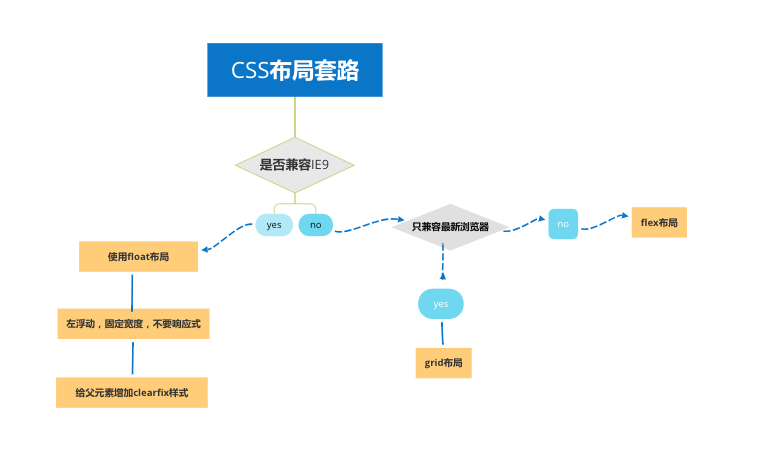 CSS布局套路
是否兼容IE9
yes
no
只兼容最新浏览器
no
flex布局
使用float布局
yes
左浮动，固定宽度，不要响应式
grid布局
给父元素增加clearfix样式